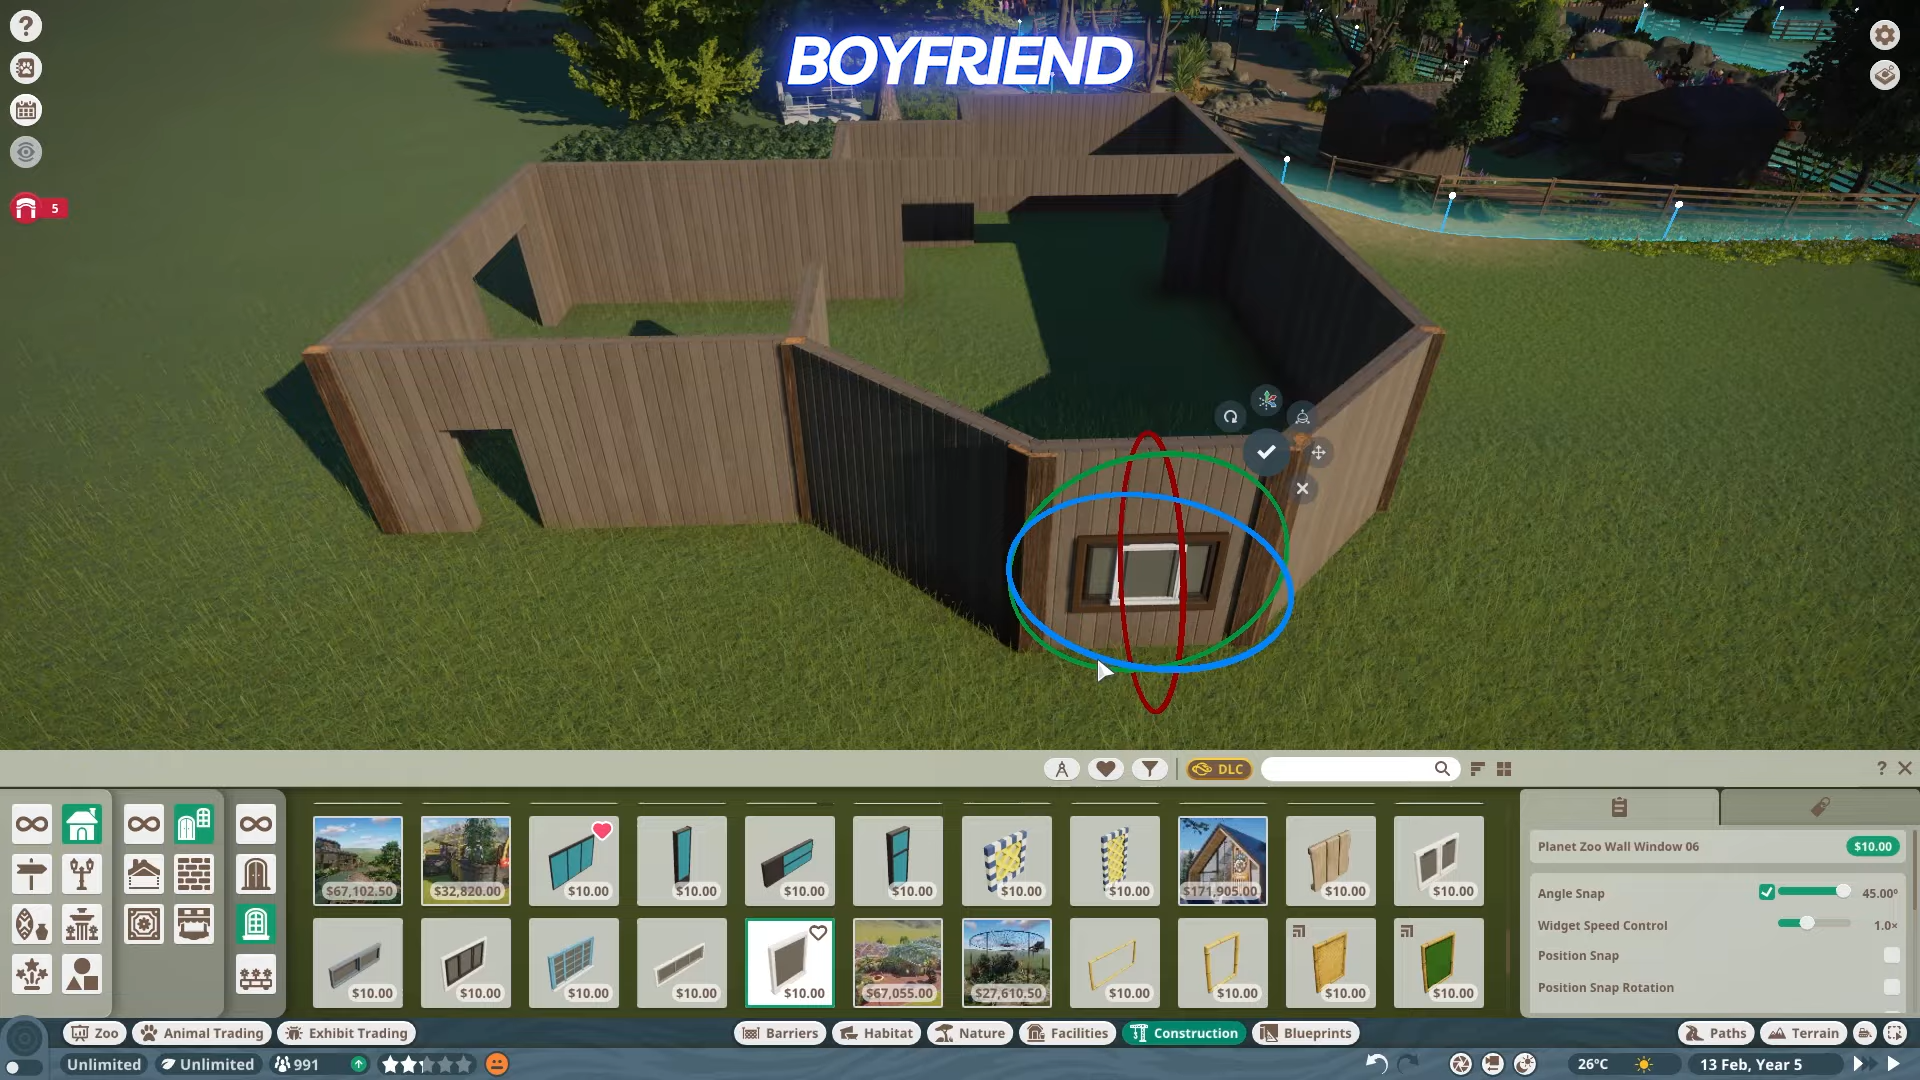 BOYFRIEND
5
DLC
$67,102.50
$32,820.00
$10.00
$10.00
$10.00
$10.00
$10.00
$10.00
$171,905.00
$10.00
$10.00
$10.00
$10.00
$10.00
$10.00
$10.00
$67,055.00
$27,610.50
$10.00
$10.00
$10.00
$10.00
Planet Zoo Wall Window 06
$10.00
Angle Snap
45.00°
Widget Speed Control
1.0×
Position Snap
Position Snap Rotation
Zoo
Animal Trading
Exhibit Trading
Barriers
Habitat
Nature
Facilities
Construction
Blueprints
Paths
Terrain
Unlimited
Unlimited
991
26°C
13 Feb, Year 5